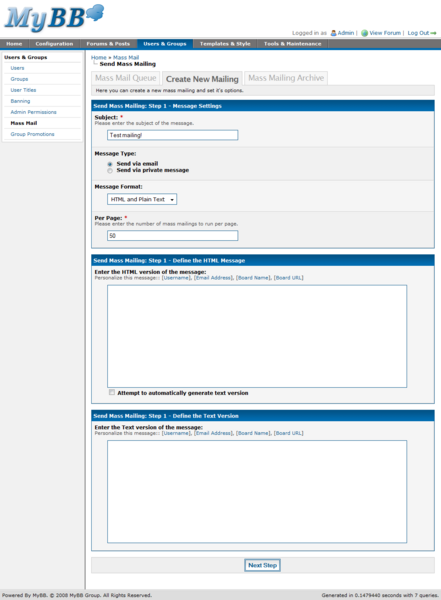 MyBB
Logged in as Admin | View Forum | Log Out
Home Configuration Forums & Posts Users & Groups Templates & Style Tools & Maintenance
Users & Groups
Users
Groups
User Titles
Banning
Admin Permissions
Mass Mail
Group Promotions
Home » Mass Mail
Send Mass Mailing
Mass Mail Queue Create New Mailing Mass Mailing Archive
Here you can create a new mass mailing and set it's options.
Send Mass Mailing: Step 1 - Message Settings
Subject: *
Please enter the subject of the message.
Test mailing!
Message Type:
Send via email
Send via private message
Message Format:
HTML and Plain Text
Per Page: *
Please enter the number of mass mailings to run per page.
50
Send Mass Mailing: Step 1 - Define the HTML Message
Enter the HTML version of the message:
Personalize this message:: [Username], [Email Address], [Board Name], [Board URL]
Attempt to automatically generate text version
Send Mass Mailing: Step 1 - Define the Text Version
Enter the Text version of the message:
Personalize this message:: [Username], [Email Address], [Board Name], [Board URL]
Next Step
Powered By MyBB. © 2008 MyBB Group. All Rights Reserved.
Generated in 0.1479440 seconds with 7 queries.